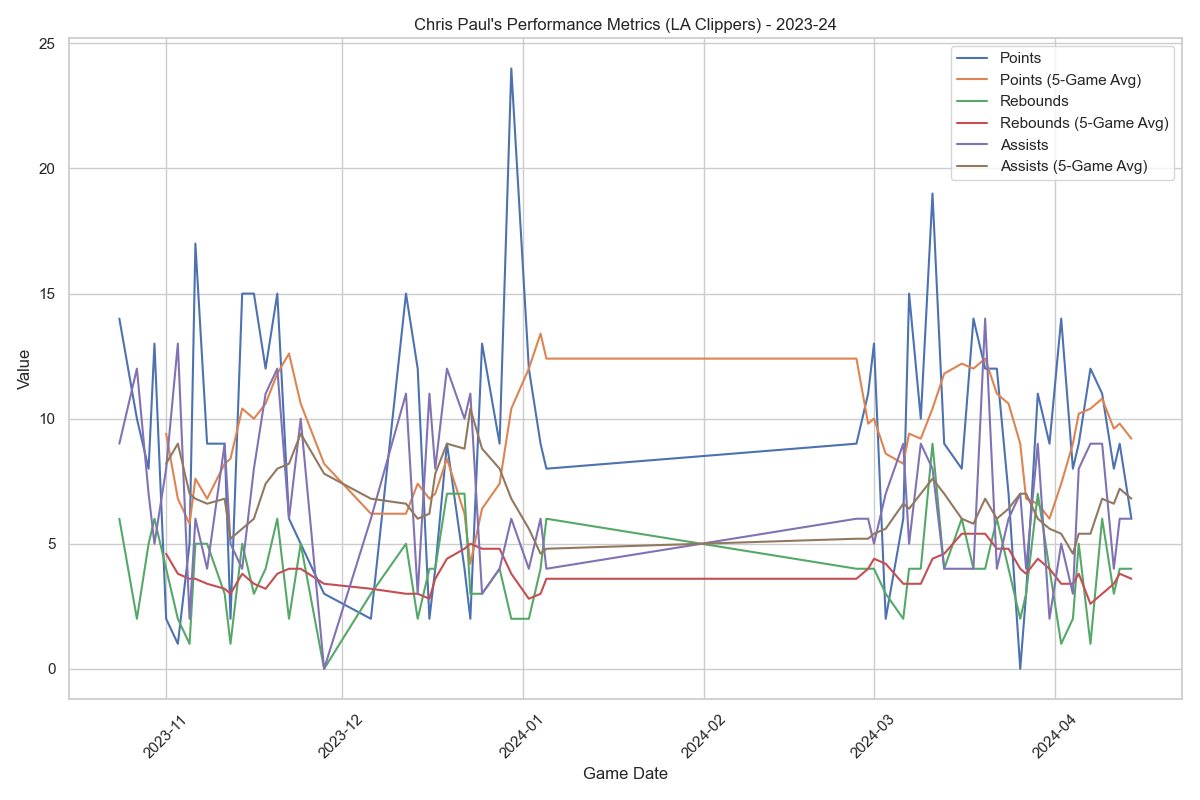 Chris Paul's Performance Metrics (LA Clippers) - 2023-24
25
20
15
10
5
0
Value
Points
Points (5-Game Avg)
Rebounds
Rebounds (5-Game Avg)
Assists
Assists (5-Game Avg)
2023-11
2023-12
2024-01
2024-02
2024-03
2024-04
Game Date